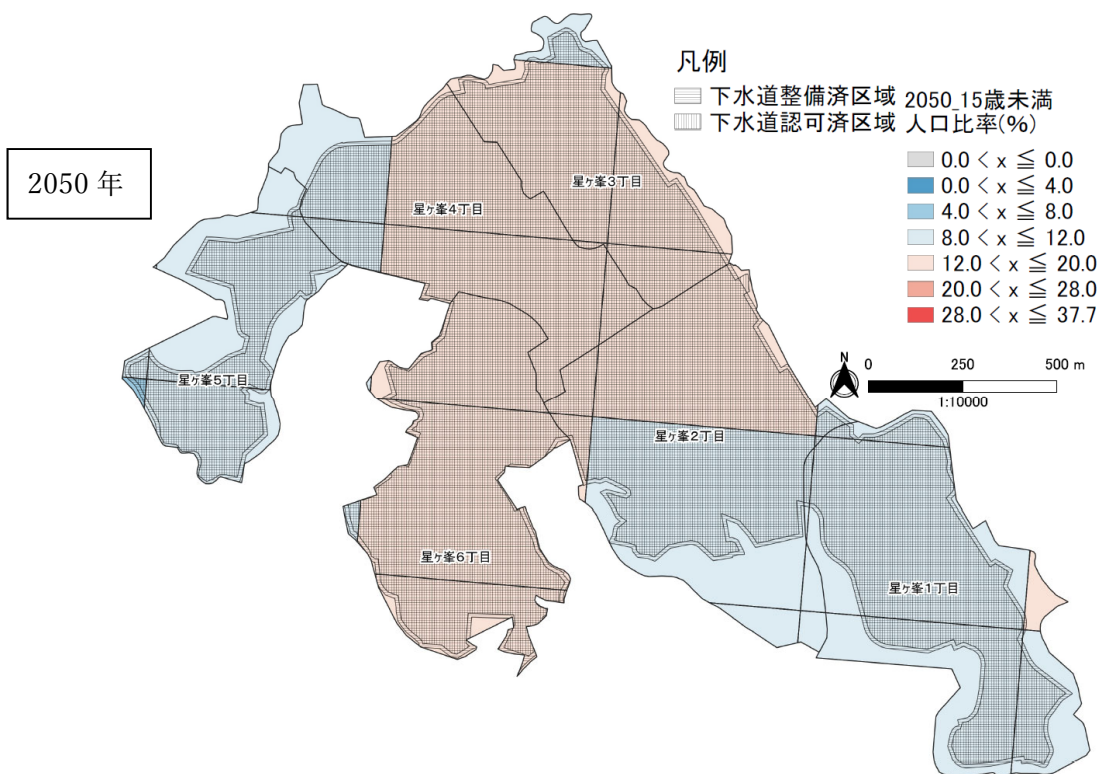 凡例
下水道整備済区域
下水道認可済区域
2050_15歳未満
人口比率(%)
0.0 < x ≦ 0.0
0.0 < x ≦ 4.0
4.0 < x ≦ 8.0
8.0 < x ≦ 12.0
12.0 < x ≦ 20.0
20.0 < x ≦ 28.0
28.0 < x ≦ 37.7
2050 年
星ヶ峯3丁目
星ヶ峯4丁目
N
0 250 500 m
1:10000
星ヶ峯5丁目
星ヶ峯2丁目
星ヶ峯6丁目
星ヶ峯1丁目